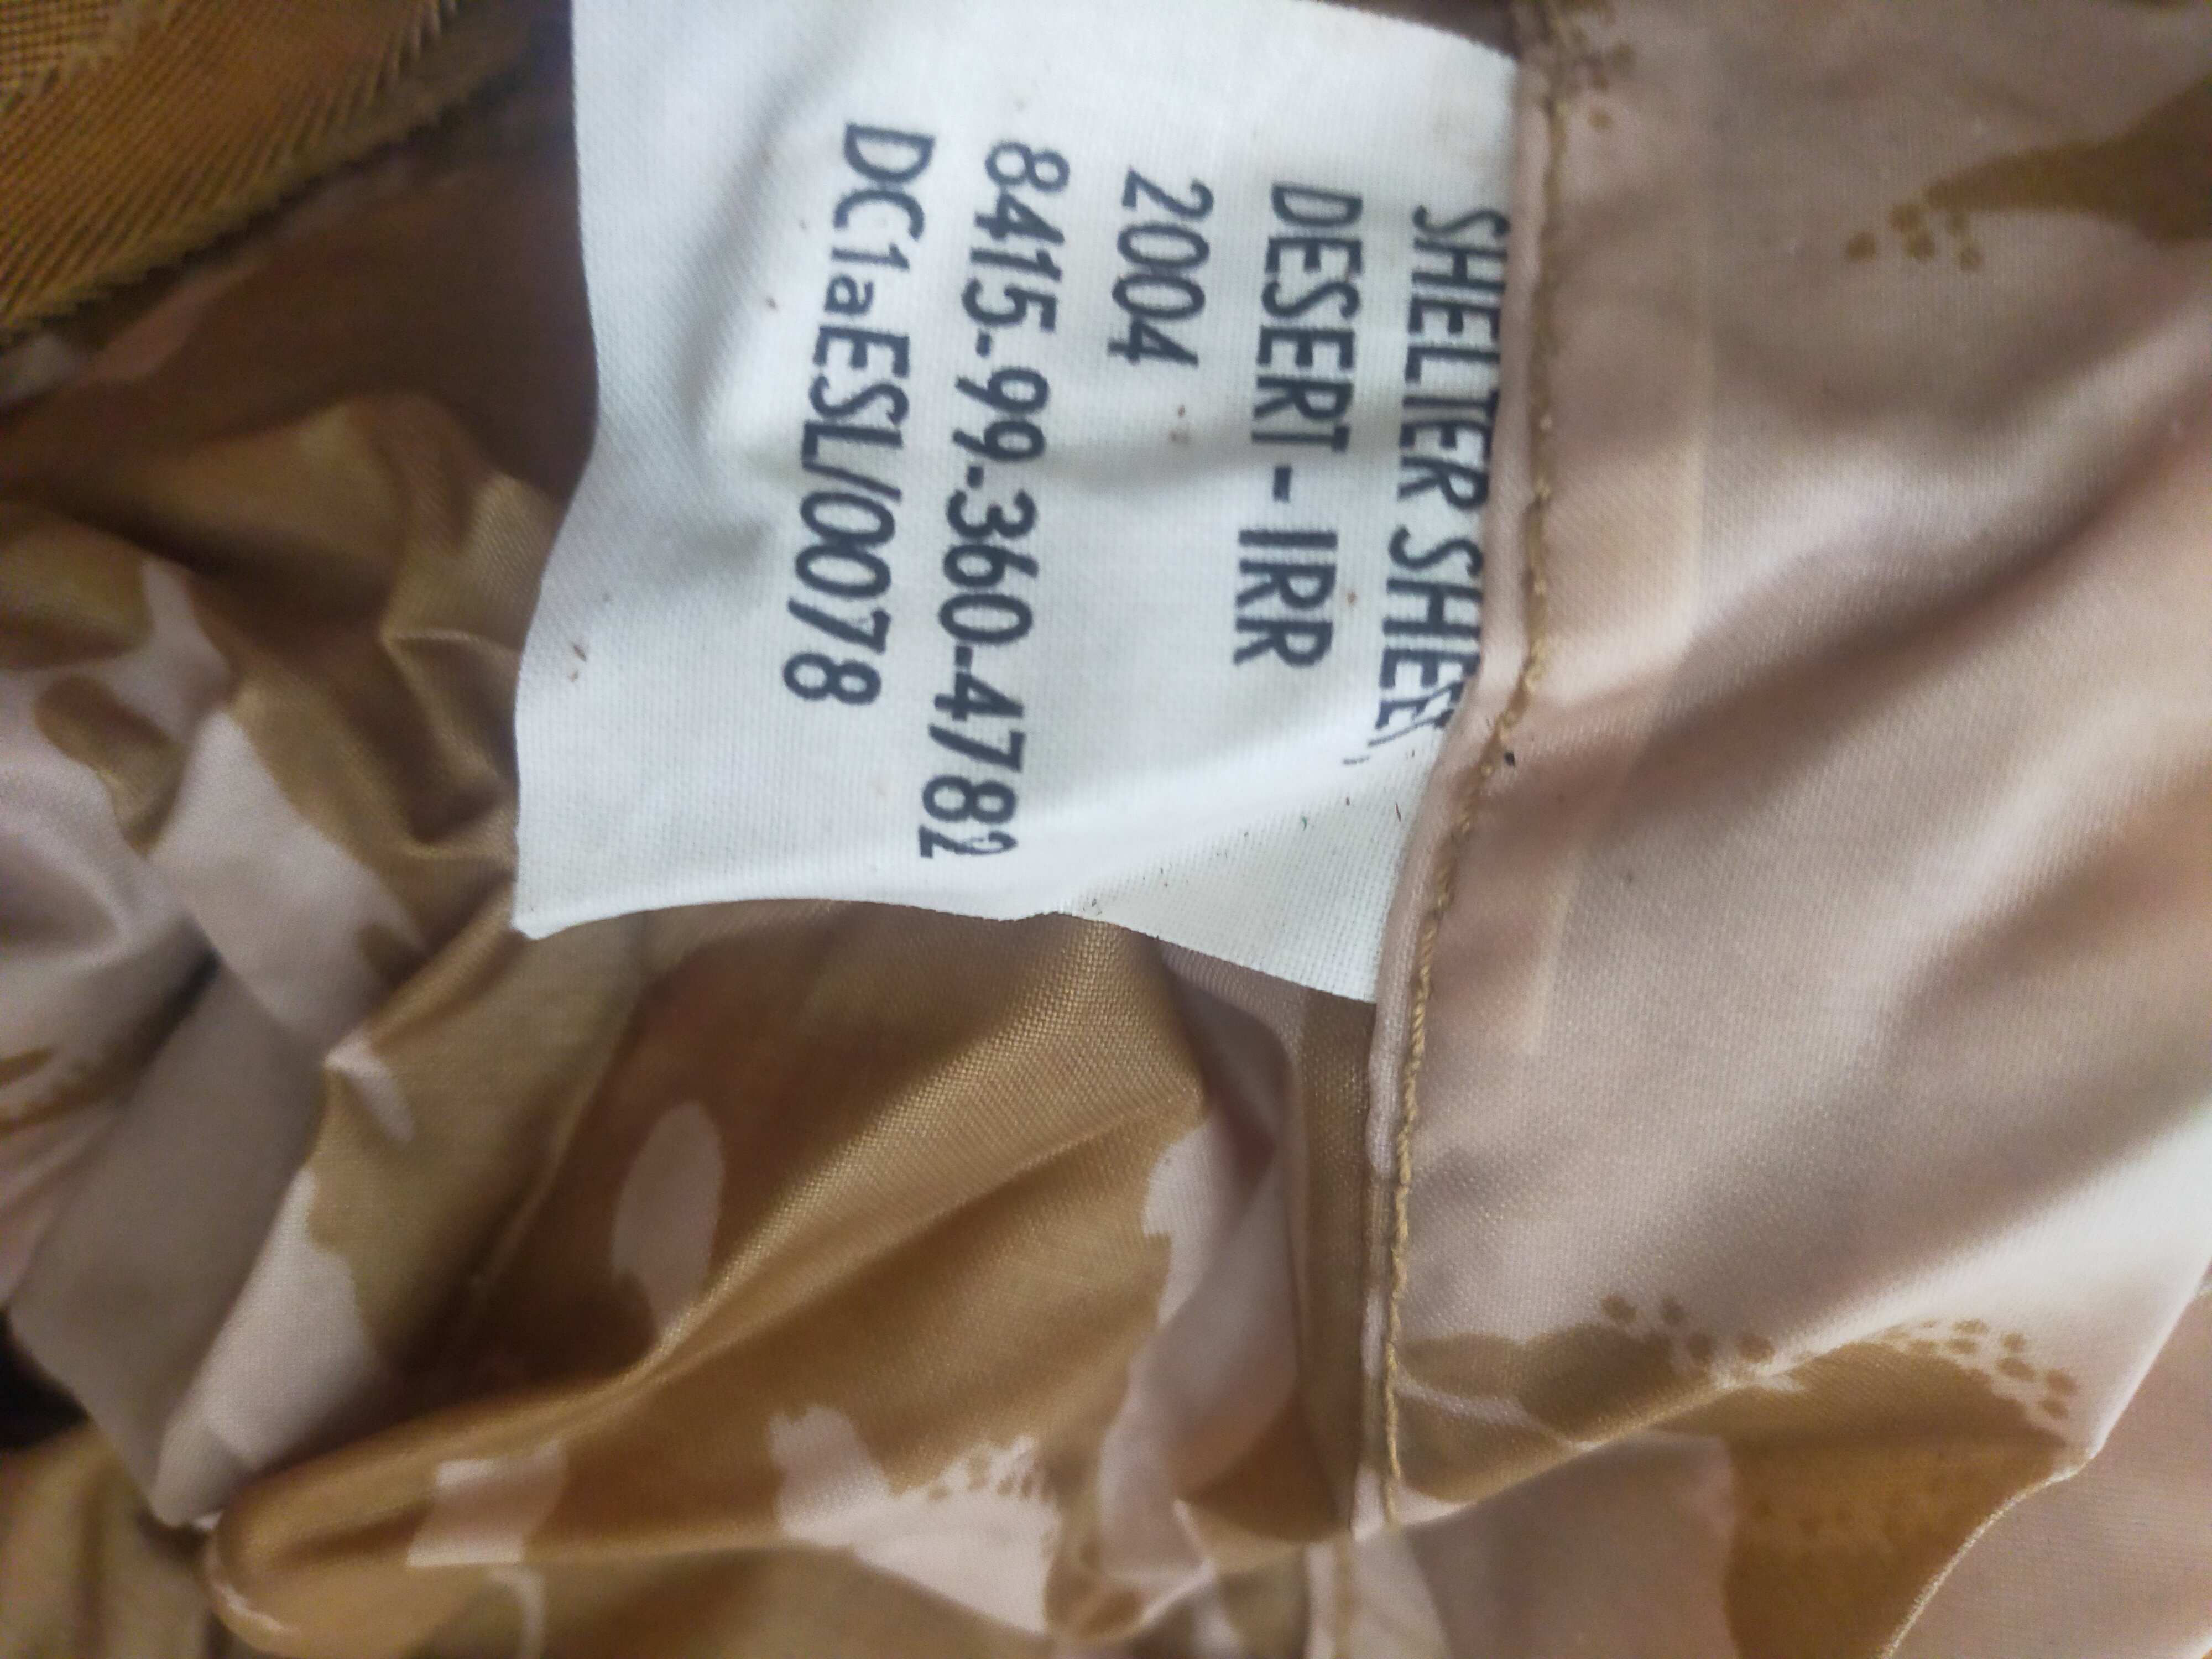 SHELTER SHEET,
DESERT - IRR
2004
8415-99-360-4782
DC1aESL/0078